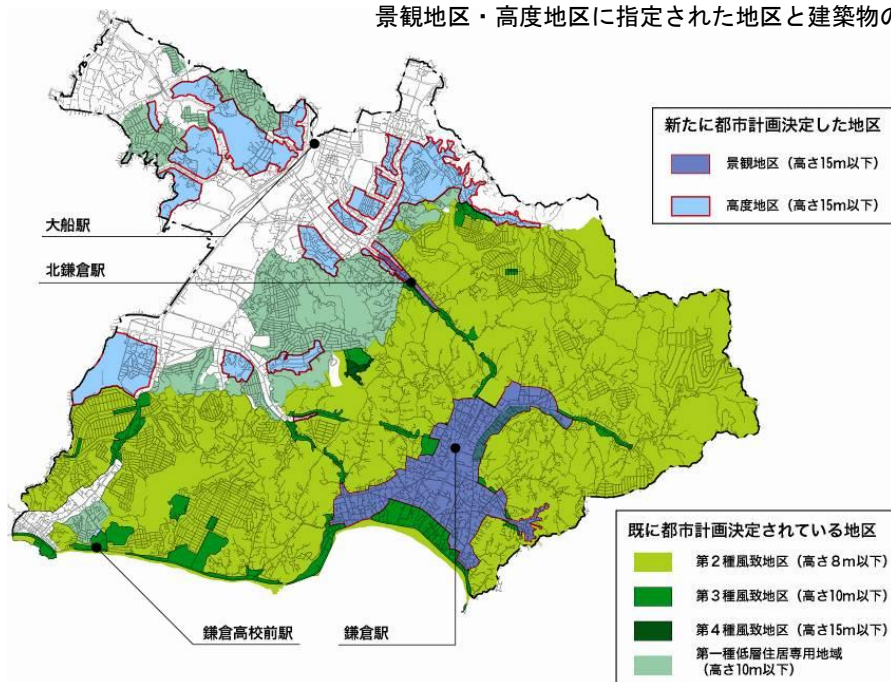 景観地区・高度地区に指定された地区と建築物の
新たに都市計画決定した地区
景観地区（高さ15m以下）
高度地区（高さ15m以下）
大船駅
北鎌倉駅
鎌倉高校前駅
鎌倉駅
既に都市計画決定されている地区
第2種風致地区（高さ8m以下）
第3種風致地区（高さ10m以下）
第4種風致地区（高さ15m以下）
第一種低層住居専用地域
（高さ10m以下）